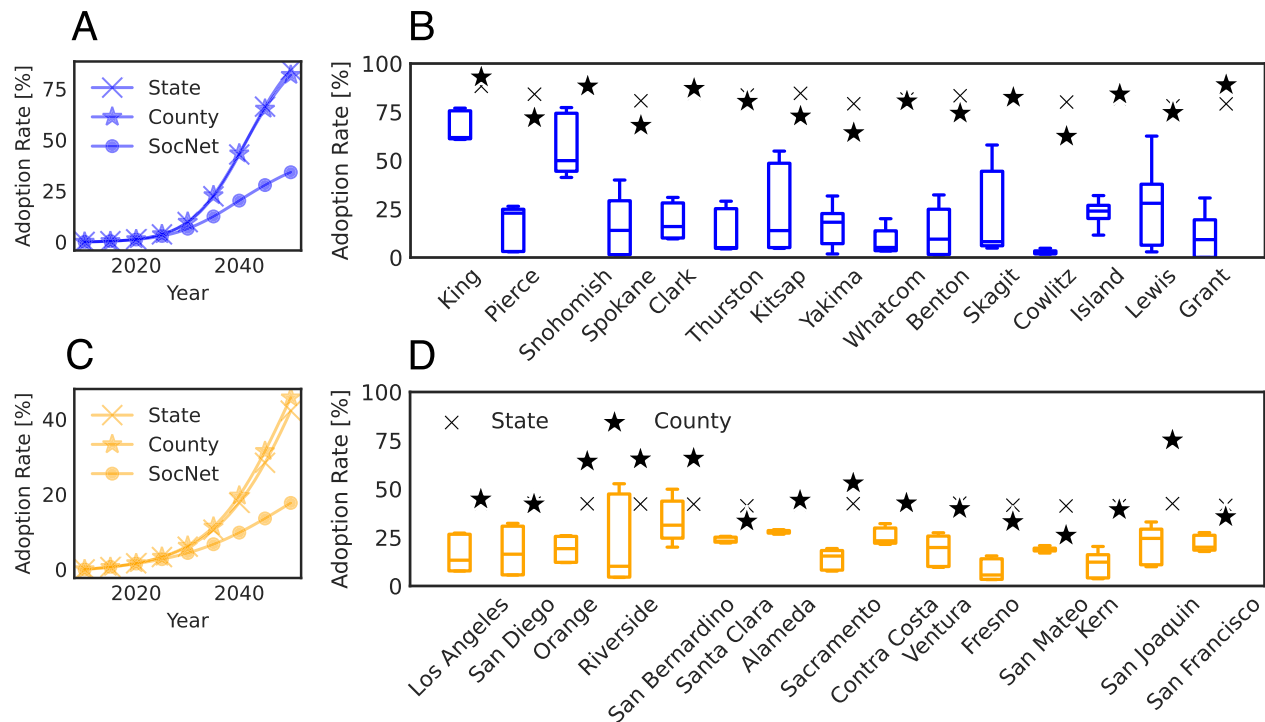 A
Adoption Rate [%]
75
50
25
0
State
County
SocNet
2020
2040
Year
B
Adoption Rate [%]
100
75
50
25
0
King
Pierce
Snohomish
Spokane
Clark
Thurston
Kitsap
Yakima
Whatcom
Benton
Skagit
Cowlitz
Island
Lewis
Grant
C
Adoption Rate [%]
40
20
0
State
County
SocNet
2020
2040
Year
D
Adoption Rate [%]
100
75
50
25
0
State
County
Los Angeles
San Diego
Orange
Riverside
San Bernardino
Santa Clara
Alameda
Sacramento
Contra Costa
Ventura
Fresno
San Mateo
Kern
San Joaquin
San Francisco